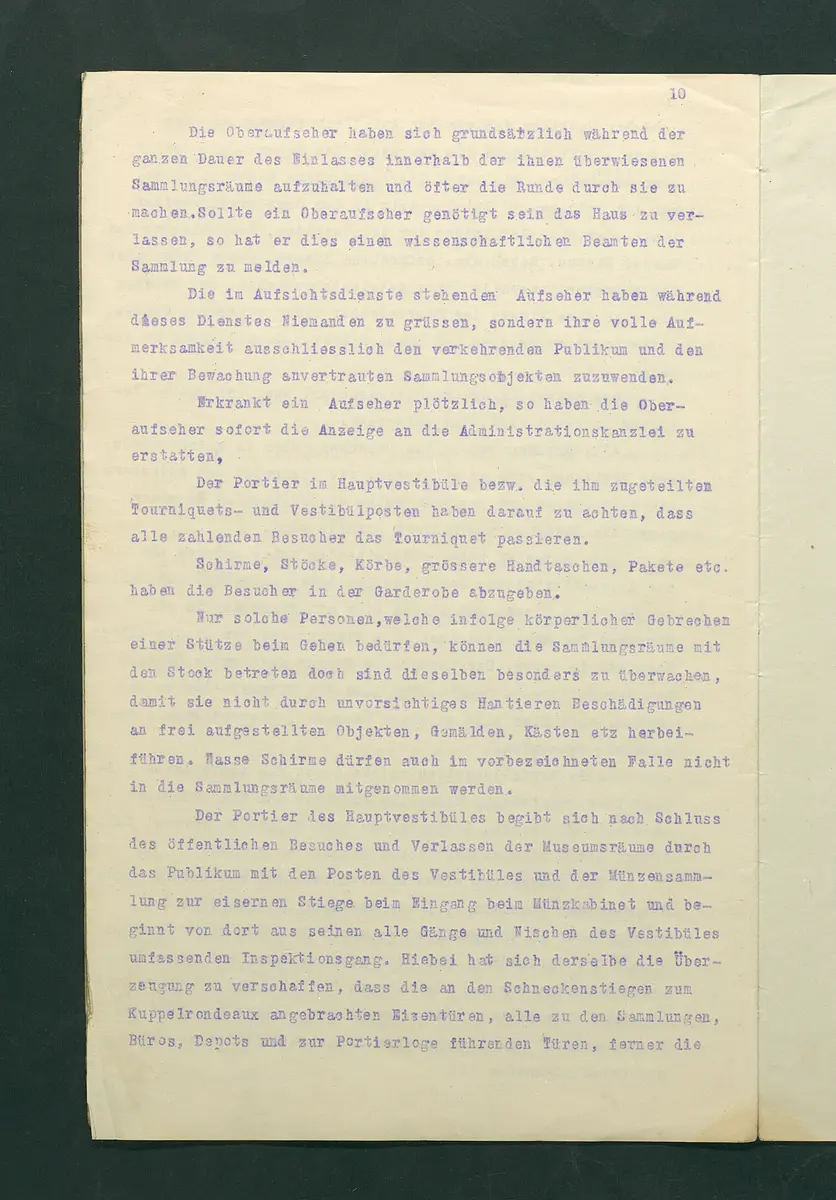 10
Die Oberaufseher haben sich grundsätzlich während der
ganzen Dauer des Einlasses innerhalb der ihnen überwiesenen
Sammlungsräume aufzuhalten und öfter die Runde durch sie zu
machen.Sollte ein Oberaufseher genötigt sein das Haus zu ver-
lassen, so hat er dies einen wissenschaftlichen Beamten der
Sammlung zu melden.
Die im Aufsichtsdienste stehenden Aufseher haben während
dieses Dienstes Niemanden zu grüssen, sondern ihre volle Auf-
merksamkeit ausschliesslich den verkehrenden Publikum und den
ihrer Bewachung anvertrauten Sammlungsobjekten zuzuwenden.
Erkrankt ein Aufseher plötzlich, so haben die Ober-
aufseher sofort die Anzeige an die Administrationskanzlei zu
erstatten,
Der Portier im Hauptvestibüle bezw. die ihm zugeteilten
Tourniquets- und Vestibülposten haben darauf zu achten, dass
alle zahlenden Besucher das Tourniquet passieren.
Schirme, Stöcke, Körbe, grössere Handtaschen, Pakete etc.
haben die Besucher in der Garderobe abzugeben.
Nur solche Personen,welche infolge körperlicher Gebrechen
einer Stütze beim Gehen bedürfen, können die Sammlungsräume mit
den Stock betreten doch sind dieselben besonders zu überwachen,
damit sie nicht durch unvorsichtiges Hantieren Beschädigungen
an frei aufgestellten Objekten, Gemälden, Kästen etz herbei-
führen. Nasse Schirme dürfen auch im vorbezeichneten Falle nicht
in die Sammlungsräume mitgenommen werden.
Der Portier des Hauptvestibüles begibt sich nach Schluss
des öffentlichen Besuches und Verlassen der Museumsräume durch
das Publikum mit den Posten des Vestibüles und der Münzensamm-
lung zur eisernen Stiege beim Eingang beim Münzkabinet und be-
ginnt von dort aus seinen alle Gänge und Nischen des Vestibüles
umfassenden Inspektionsgang. Hiebei hat sich derselbe die Über-
zeugung zu verschaffen, dass die an den Schneckenstiegen zum
Kuppelrondeaux angebrachten Eisentüren, alle zu den Sammlungen,
Büros, Depots und zur Portierloge führenden Türen, ferner die